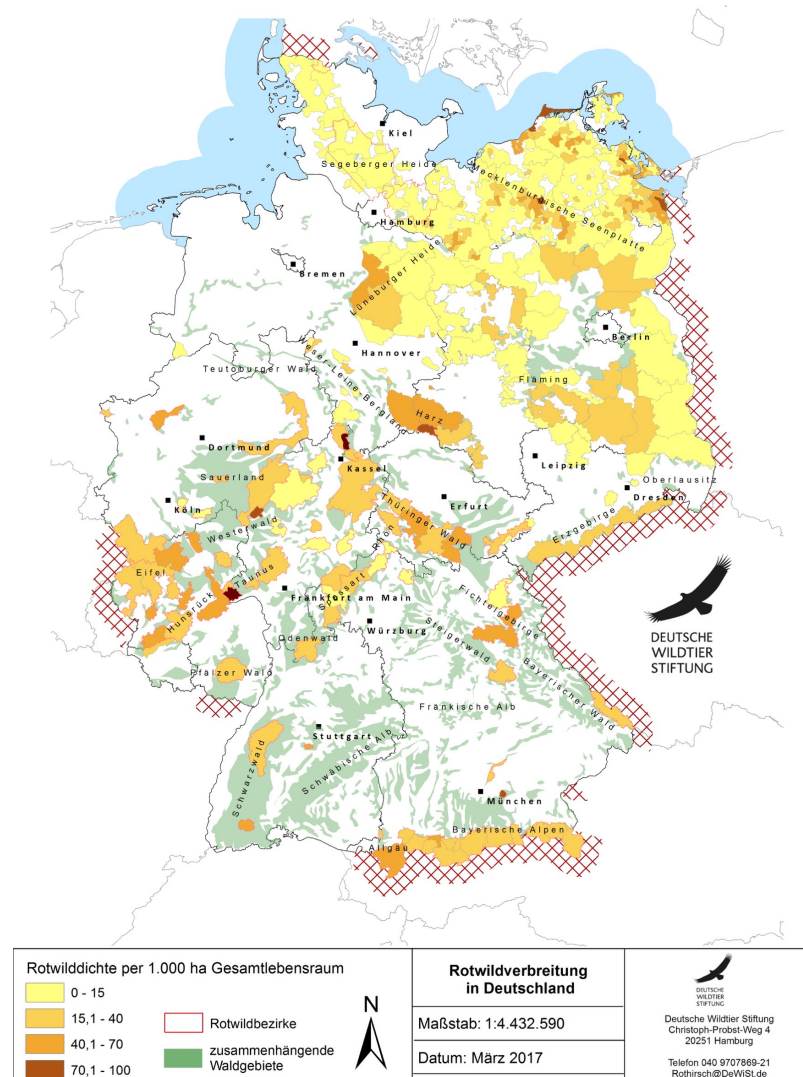 Kiel
Segeberger Heide
Mecklenburgische Seenplatte
Hamburg
Bremen
Lüneburger Heide
Berlin
Hannover
Weser-Leine-Bergland
Teutoburger Wald
Fläming
Harz
Dortmund
Leipzig
Kassel
Sauerland
Oberlausitz
Dresden
Erfurt
Köln
Thüringer Wald
Erzgebirge
Westerwald
Rhön
Eifel
Taunus
Spessart
Frankfurt am Main
Hunsrück
Fichtelgebirge
Würzburg
Odenwald
Steigerwald
DEUTSCHE
WILDTIER
STIFTUNG
Pfälzer Wald
Bayerischer Wald
Fränkische Alb
Stuttgart
Schwäbische Alb
Schwarzwald
München
Bayerische Alpen
Allgäu
Rotwilddichte per 1.000 ha Gesamtlebensraum
0 - 15
15,1 - 40
40,1 - 70
70,1 - 100
Rotwildbezirke
zusammenhängende
Waldgebiete
N
Rotwildverbreitung
in Deutschland
Maßstab: 1:4.432.590
Datum: März 2017
DEUTSCHE
WILDTIER
STIFTUNG
Deutsche Wildtier Stiftung
Christoph-Probst-Weg 4
20251 Hamburg
Telefon 040 9707869-21
Rothirsch@DeWiSt.de